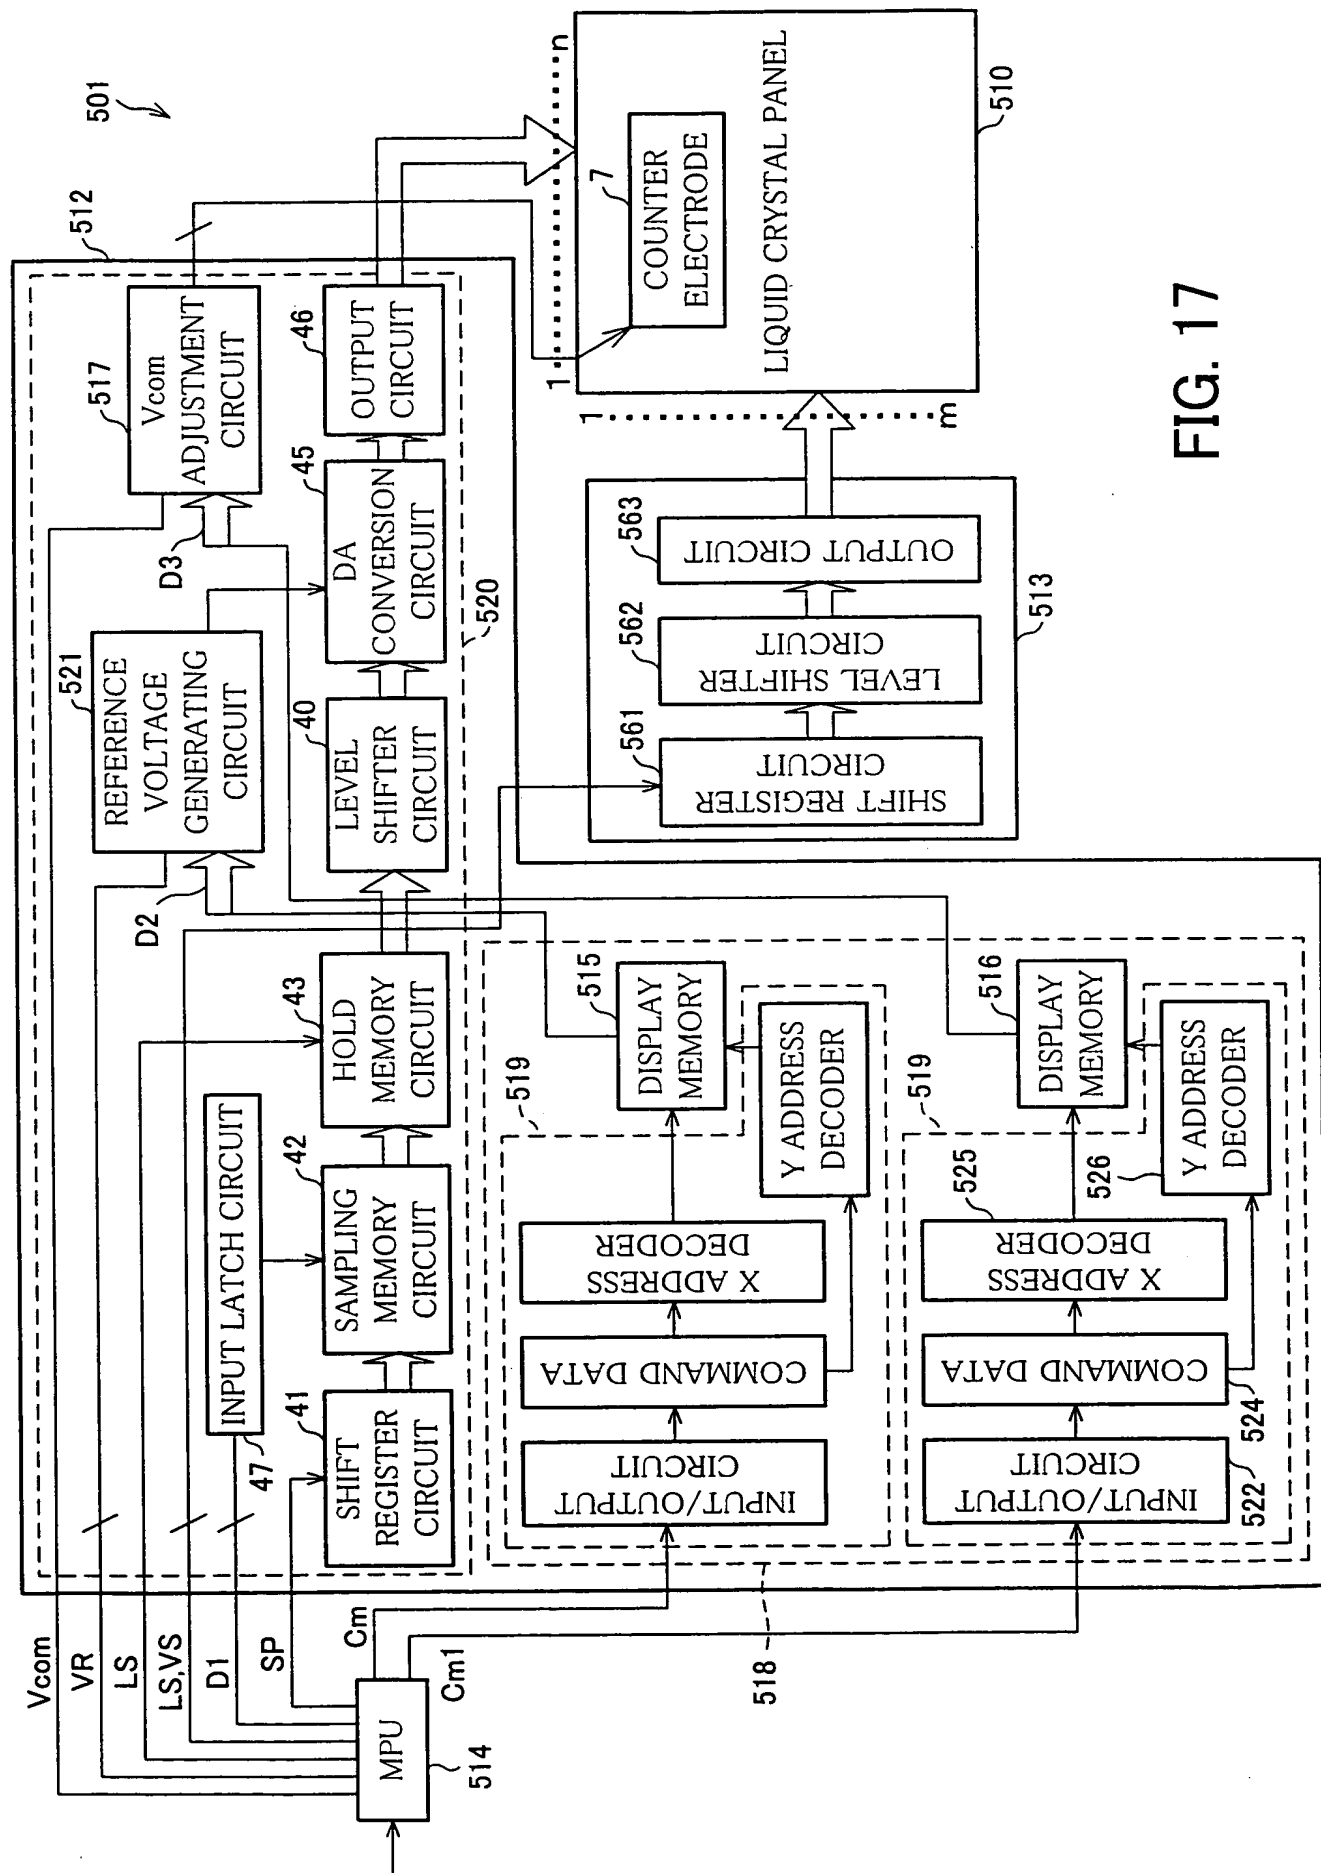 501
512
517
Vcom
ADJUSTMENT
CIRCUIT
D3
521
REFERENCE
VOLTAGE
GENERATING
CIRCUIT
D2
Vcom
VR
LS
LS,VS
D1
SP
Cm
Cm1
MPU
514
INPUT LATCH CIRCUIT
47
41
SHIFT
REGISTER
CIRCUIT
42
SAMPLING
MEMORY
CIRCUIT
43
HOLD
MEMORY
CIRCUIT
40
LEVEL
SHIFTER
CIRCUIT
45
DA
CONVERSION
CIRCUIT
46
OUTPUT
CIRCUIT
520
1
n
7
COUNTER
ELECTRODE
LIQUID CRYSTAL PANEL
510
1
m
561
SHIFT REGISTER
CIRCUIT
562
LEVEL SHIFTER
CIRCUIT
563
OUTPUT CIRCUIT
513
518
519
INPUT/OUTPUT
CIRCUIT
COMMAND DATA
X ADDRESS
DECODER
515
DISPLAY
MEMORY
Y ADDRESS
DECODER
519
INPUT/OUTPUT
CIRCUIT
522
COMMAND DATA
524
525
X ADDRESS
DECODER
516
DISPLAY
MEMORY
526
Y ADDRESS
DECODER
FIG. 17